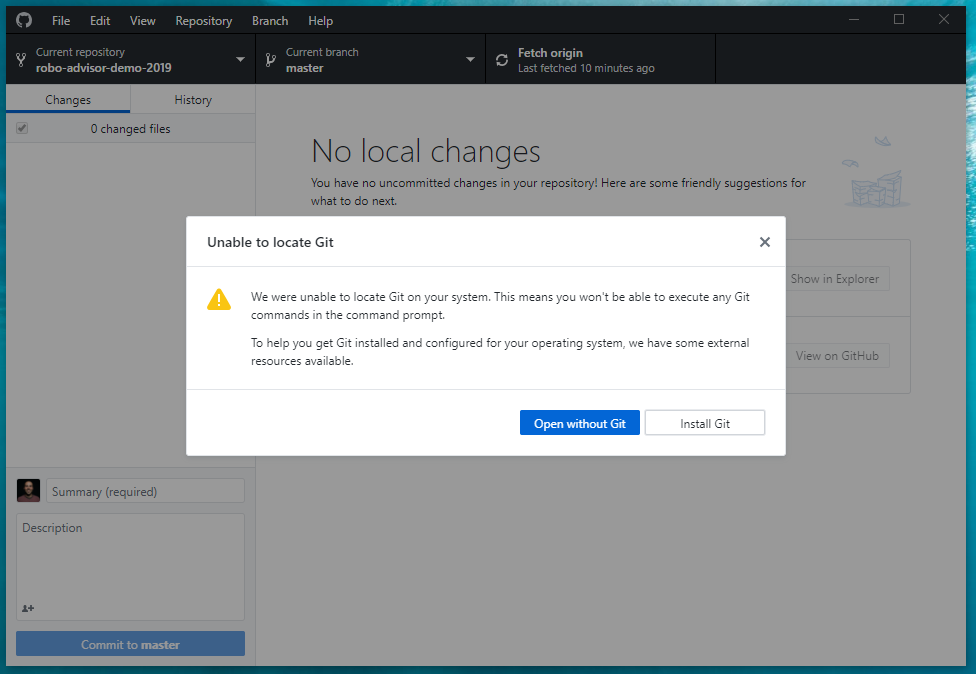 File Edit View Repository Branch Help
Current repository
robo-advisor-demo-2019
Current branch
master
Fetch origin
Last fetched 10 minutes ago
Changes
History
0 changed files
No local changes
You have no uncommitted changes in your repository! Here are some friendly suggestions for
what to do next.
Unable to locate Git
We were unable to locate Git on your system. This means you won't be able to execute any Git
commands in the command prompt.
To help you get Git installed and configured for your operating system, we have some external
resources available.
Open without Git
Install Git
Show in Explorer
View on GitHub
Summary (required)
Description
Commit to master